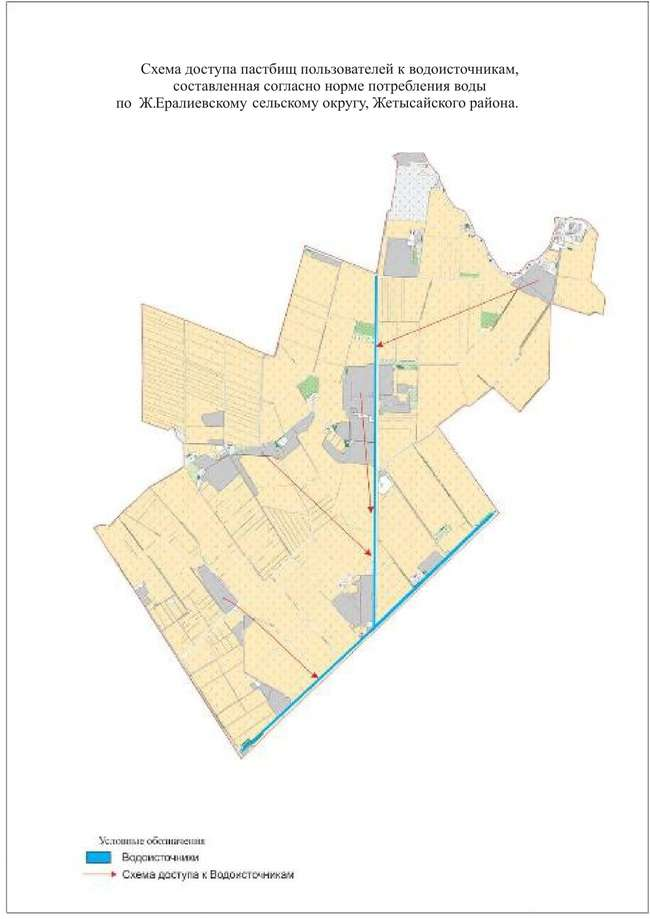 Схема доступа пастбищ пользователей к водоисточникам,
составленная согласно норме потребления воды
по Ж.Ералиевскому сельскому округу, Жетысайского района.
Условные обозначения
Водоисточники
Схема доступа к Водоисточникам